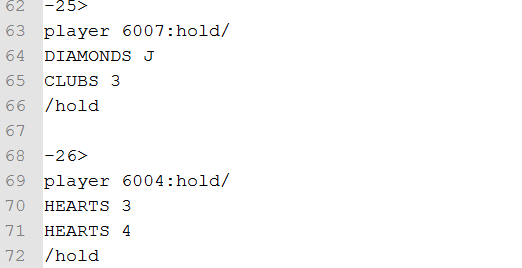 62 -25>
63 player 6007:hold/
64 DIAMONDS J
65 CLUBS 3
66 /hold
67
68 -26>
69 player 6004:hold/
70 HEARTS 3
71 HEARTS 4
72 /hold